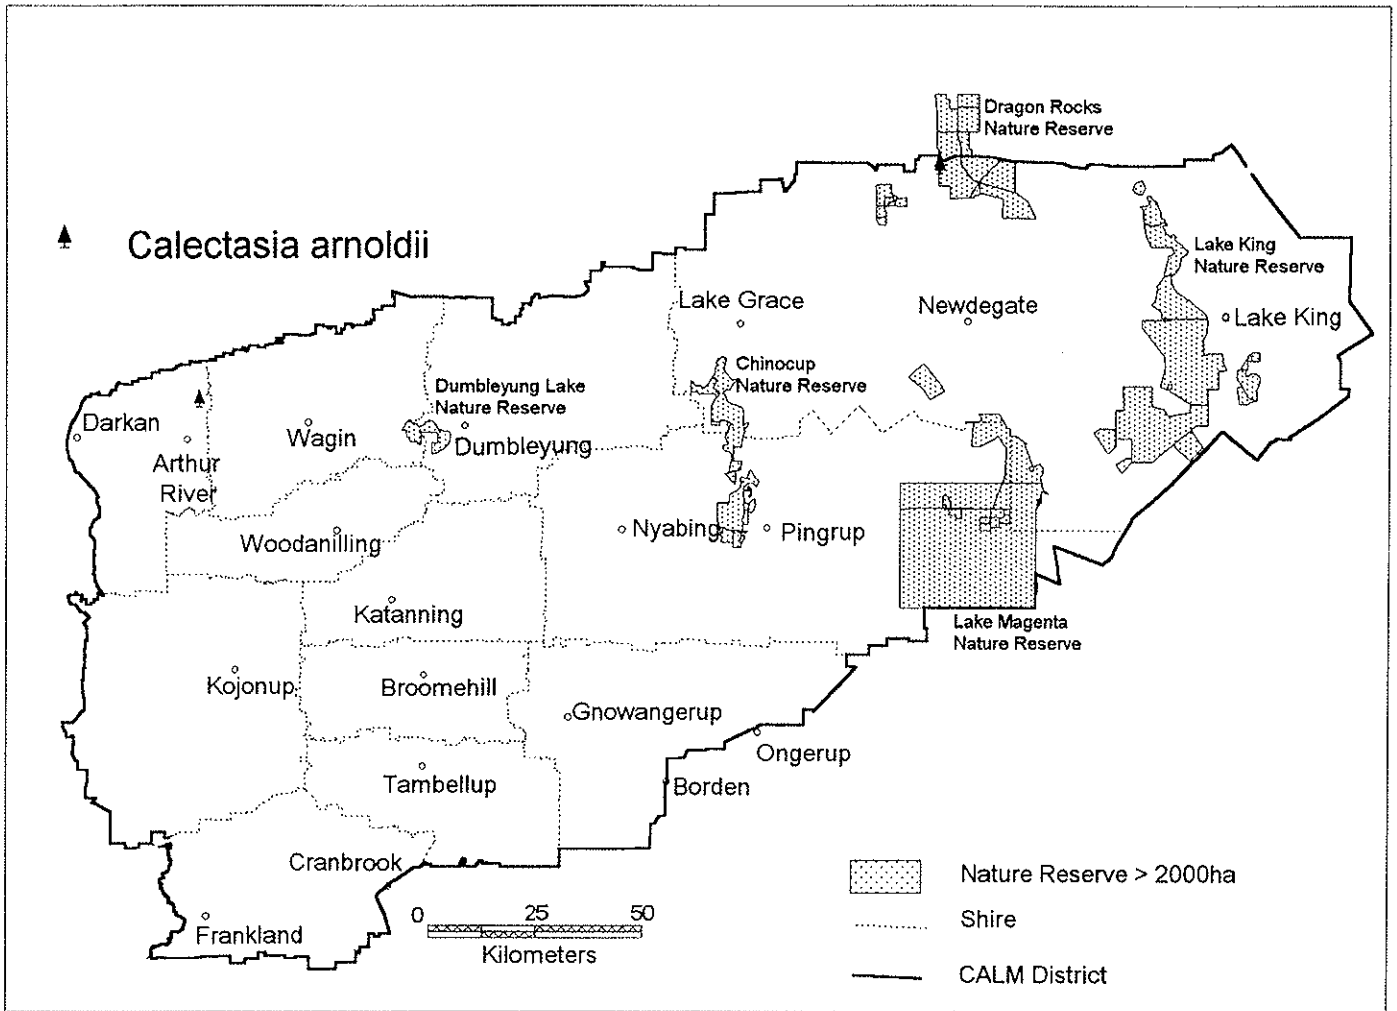 Dragon Rocks
Nature Reserve
Calectasia arnoldii
Lake King
Nature Reserve
Lake Grace
Newdegate
Lake King
Chinocup
Nature Reserve
Dumbleyung Lake
Nature Reserve
Darkan
Wagin
Dumbleyung
Arthur
River
Nyabing
Pingrup
Woodanilling
Katanning
Lake Magenta
Nature Reserve
Kojonup
Broomehill
Gnowangerup
Ongerup
Tambellup
Borden
Cranbrook
Nature Reserve > 2000ha
0 25 50
Shire
Frankland
Kilometers
CALM District